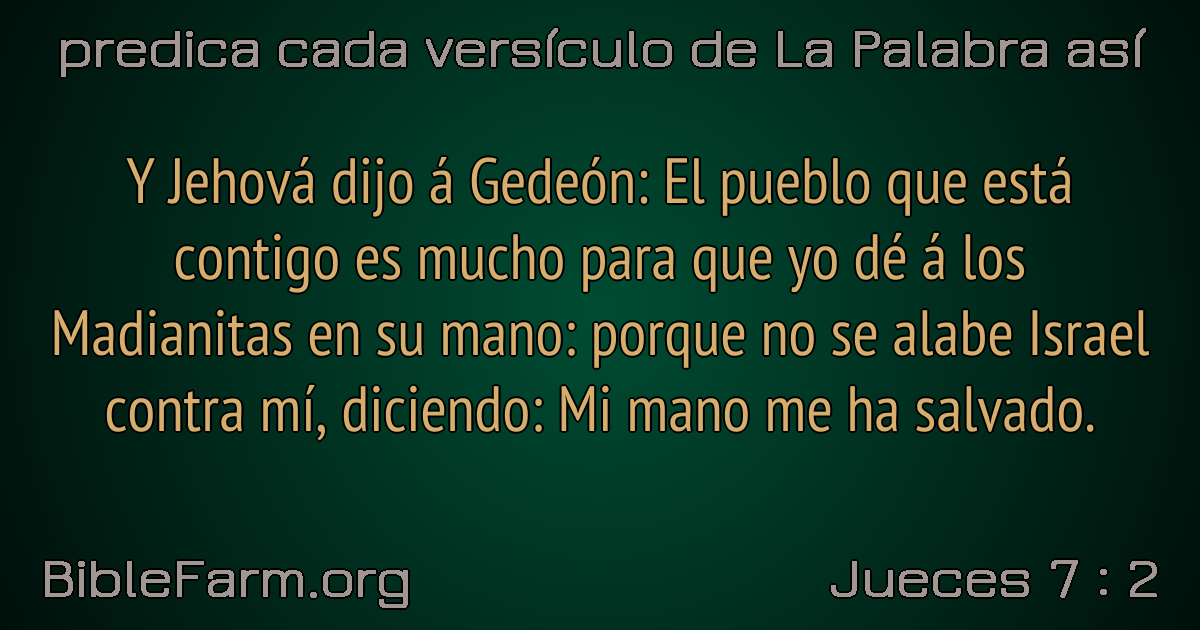 predica cada versículo de La Palabra así
Y Jehová dijo á Gedeón: El pueblo que está
contigo es mucho para que yo dé á los
Madianitas en su mano: porque no se alabe Israel
contra mí, diciendo: Mi mano me ha salvado.
BibleFarm.org
Jueces 7 : 2